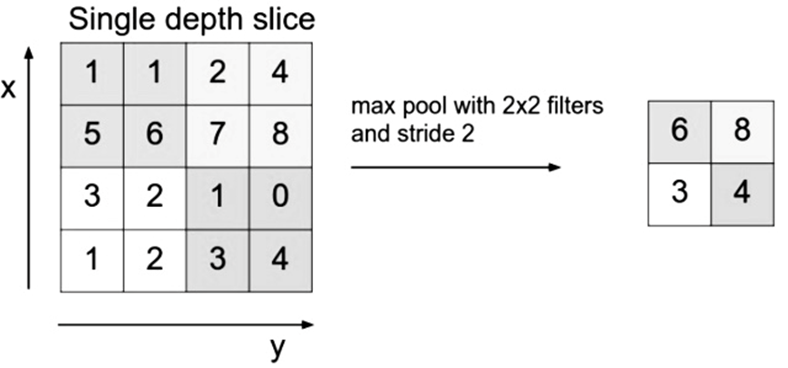 Single depth slice
x
1 1 2 4
5 6 7 8
3 2 1 0
1 2 3 4
y
max pool with 2x2 filters
and stride 2
6 8
3 4